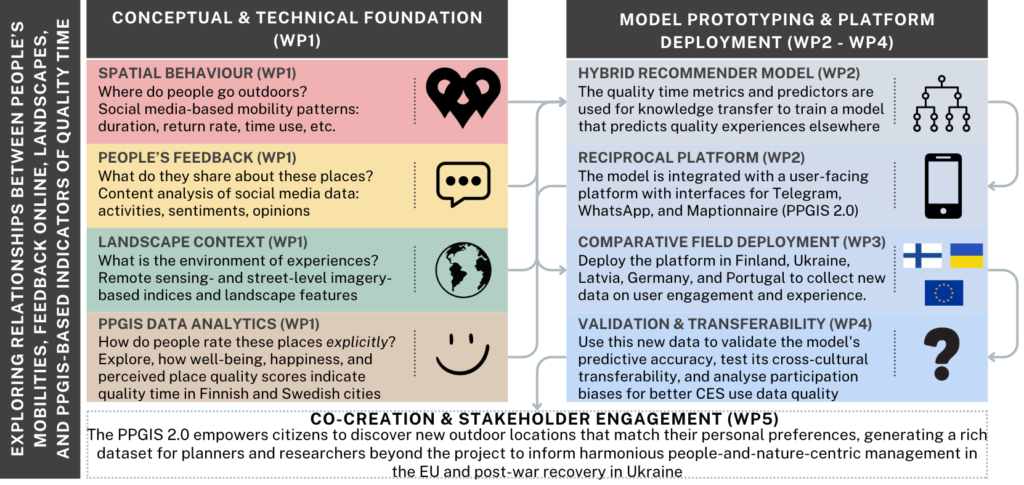 EXPLORING RELATIONSHIPS BETWEEN PEOPLE'S
MOBILITIES, FEEDBACK ONLINE, LANDSCAPES,
AND PPGIS-BASED INDICATORS OF QUALITY TIME
CONCEPTUAL & TECHNICAL FOUNDATION
(WP1)
SPATIAL BEHAVIOUR (WP1)
Where do people go outdoors?
Social media-based mobility patterns:
duration, return rate, time use, etc.
PEOPLE'S FEEDBACK (WP1)
What do they share about these places?
Content analysis of social media data:
activities, sentiments, opinions
LANDSCAPE CONTEXT (WP1)
What is the environment of experiences?
Remote sensing- and street-level imagery-
based indices and landscape features
PPGIS DATA ANALYTICS (WP1)
How do people rate these places explicitly?
Explore, how well-being, happiness, and
perceived place quality scores indicate
quality time in Finnish and Swedish cities
MODEL PROTOTYPING & PLATFORM
DEPLOYMENT (WP2 - WP4)
HYBRID RECOMMENDER MODEL (WP2)
The quality time metrics and predictors are
used for knowledge transfer to train a model
that predicts quality experiences elsewhere
RECIPROCAL PLATFORM (WP2)
The model is integrated with a user-facing
platform with interfaces for Telegram,
WhatsApp, and Maptionnaire (PPGIS 2.0)
COMPARATIVE FIELD DEPLOYMENT (WP3)
Deploy the platform in Finland, Ukraine,
Latvia, Germany, and Portugal to collect new
data on user engagement and experience.
VALIDATION & TRANSFERABILITY (WP4)
Use this new data to validate the model's
predictive accuracy, test its cross-cultural
transferability, and analyse participation
biases for better CES use data quality
?
CO-CREATION & STAKEHOLDER ENGAGEMENT (WP5)
The PPGIS 2.0 empowers citizens to discover new outdoor locations that match their personal preferences, generating a rich
dataset for planners and researchers beyond the project to inform harmonious people-and-nature-centric management in
the EU and post-war recovery in Ukraine